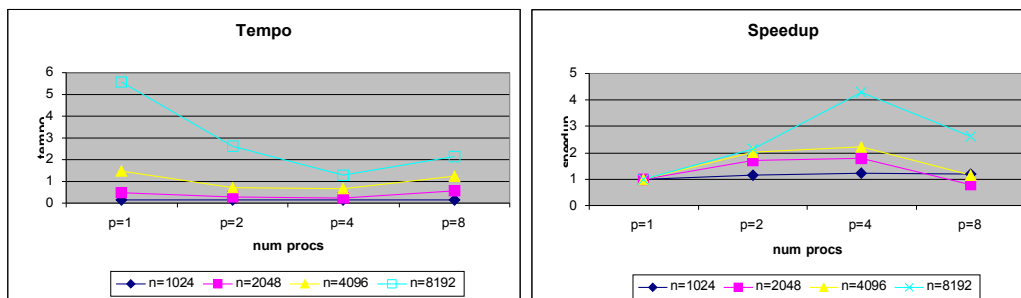 Tempo
6
5
4
3
2
1
0
tempo
p=1 p=2 p=4 p=8
num procs
n=1024 n=2048 n=4096 n=8192
Speedup
5
4
3
2
1
0
speedup
p=1 p=2 p=4 p=8
num procs
n=1024 n=2048 n=4096 n=8192